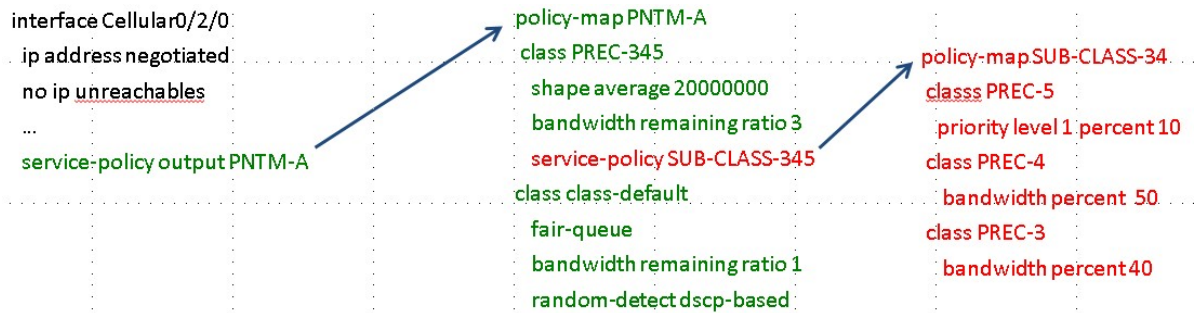 interface Cellular0/2/0
ip address negotiated
no ip unreachables
...
service-policy output PNTM-A
policy-map PNTM-A
class PREC-345
shape average 20000000
bandwidth remaining ratio 3
service-policy SUB-CLASS-345
class class-default
fair-queue
bandwidth remaining ratio 1
random-detect dscp-based
policy-map SUB-CLASS-34
classs PREC-5
priority level 1 percent 10
class PREC-4
bandwidth percent 50
class PREC-3
bandwidth percent 40